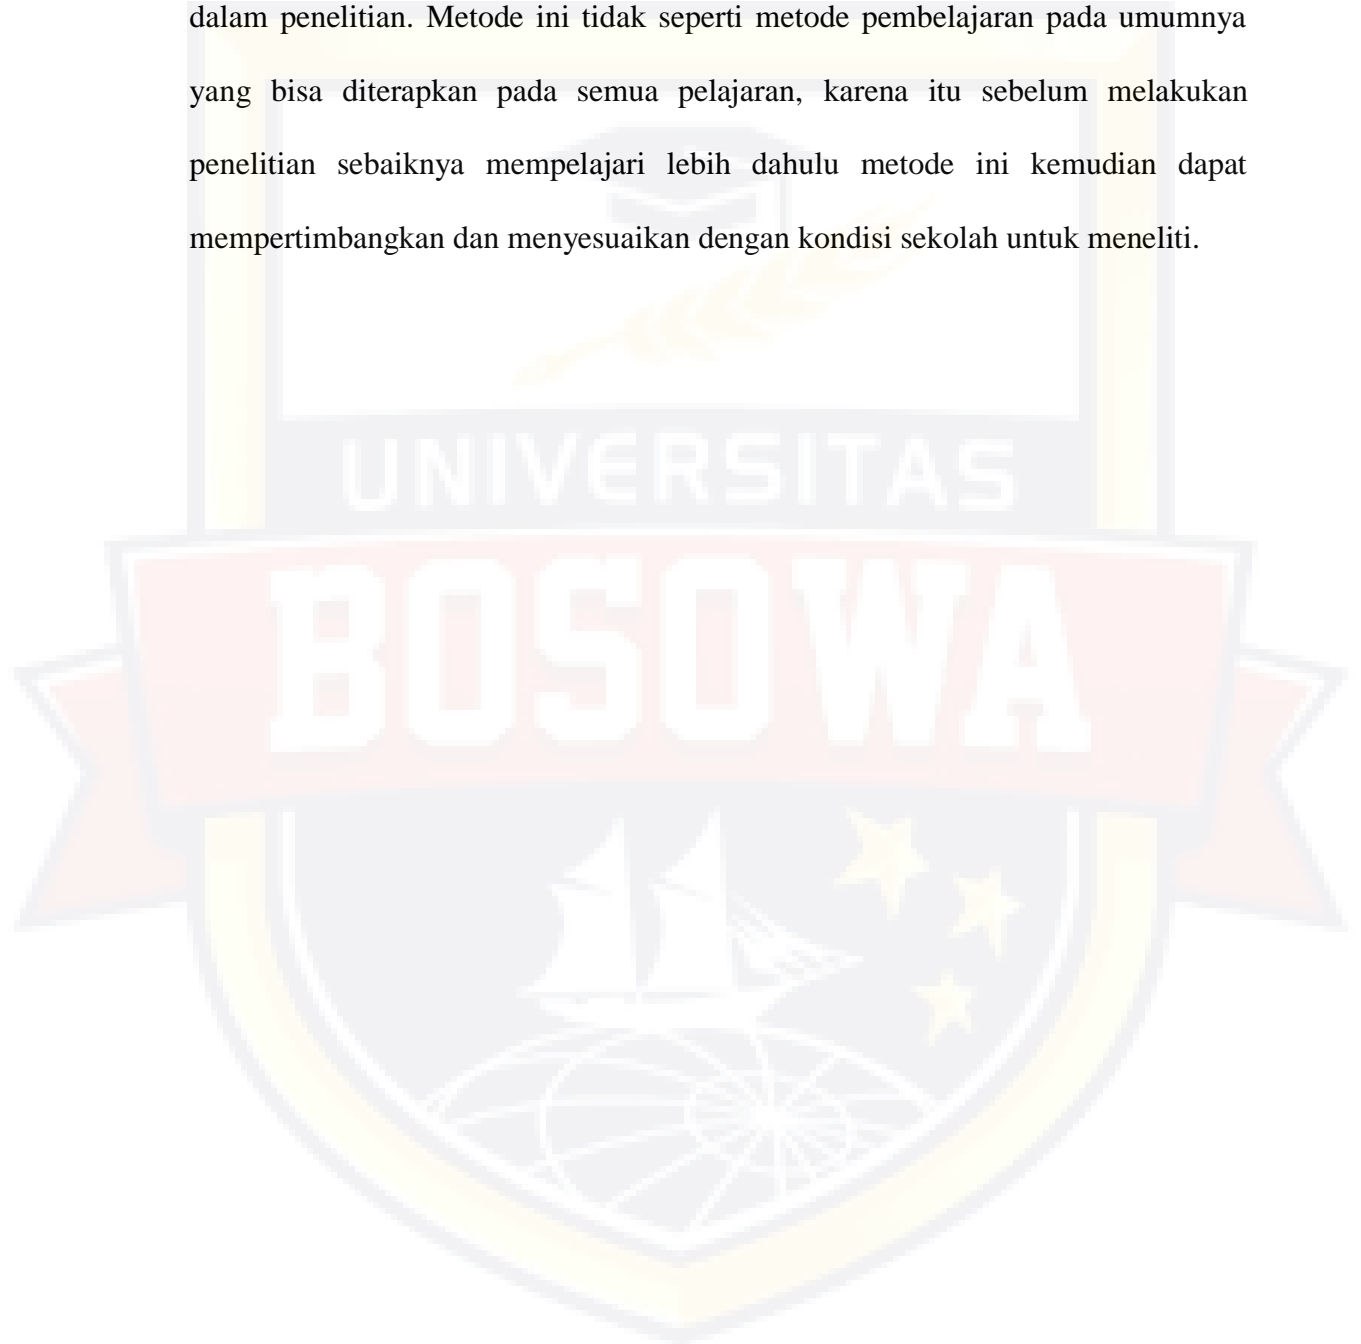 dalam penelitian. Metode ini tidak seperti metode pembelajaran pada umumnya
yang bisa diterapkan pada semua pelajaran, karena itu sebelum melakukan
penelitian sebaiknya mempelajari lebih dahulu metode ini kemudian dapat
mempertimbangkan dan menyesuaikan dengan kondisi sekolah untuk meneliti.
UNIVERSITAS
BOSOWA